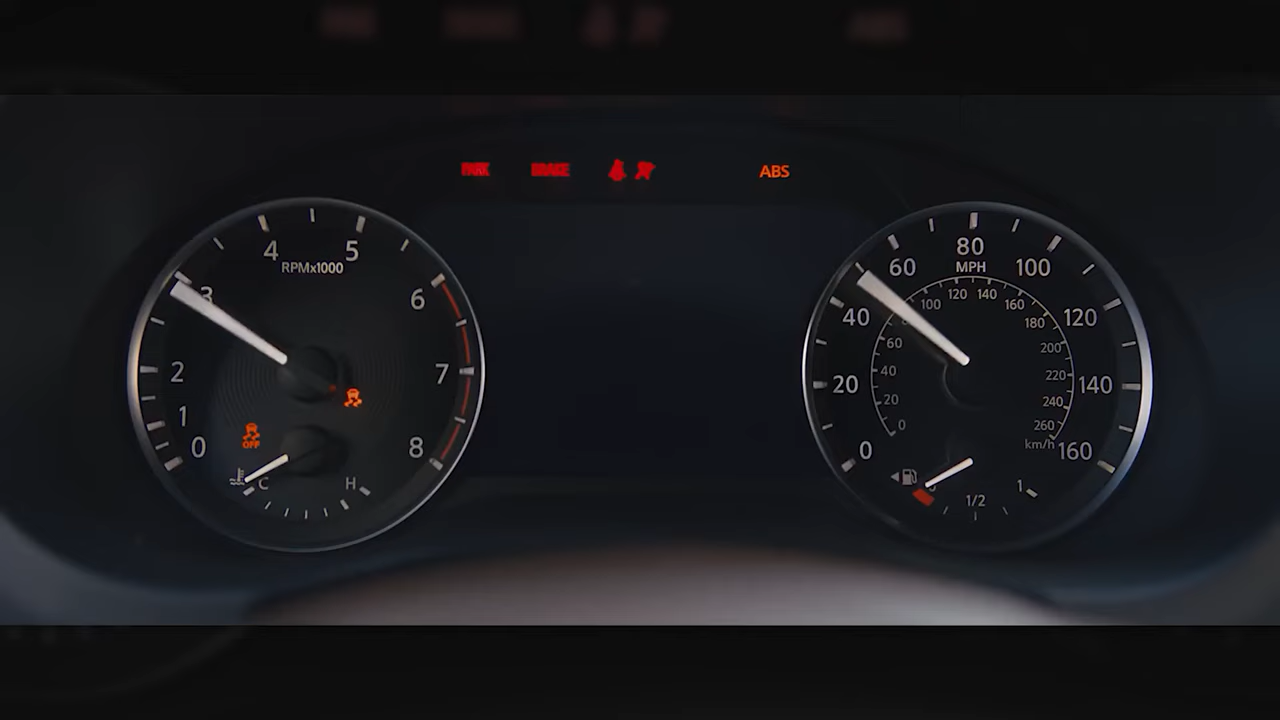 PARK BRAKE ABS
4 5
RPMx1000
3 6
2 7
1
0 8
OFF
C H
80
60 100
MPH
40 120
20 140
0 160
100 120 140 160
80 180
60 200
40 220
20 240
0 260
km/h
1/2 1